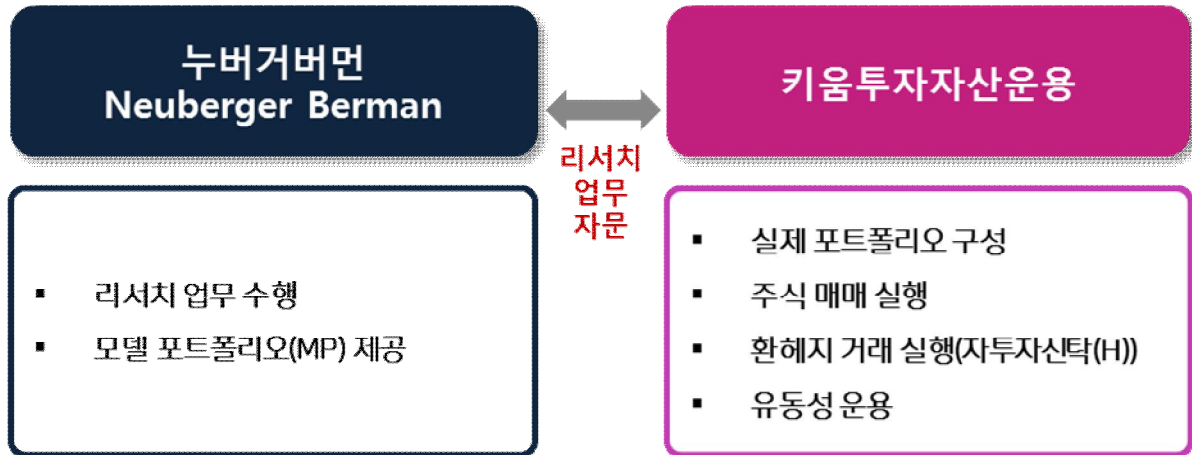 누버거버먼
Neuberger Berman
키움투자자산운용
리서치
업무
자문
▪ 리서치 업무 수행
▪ 모델 포트폴리오(MP) 제공
▪ 실제 포트폴리오 구성
▪ 주식 매매 실행
▪ 환헤지 거래 실행(자투자신탁(H))
▪ 유동성 운용